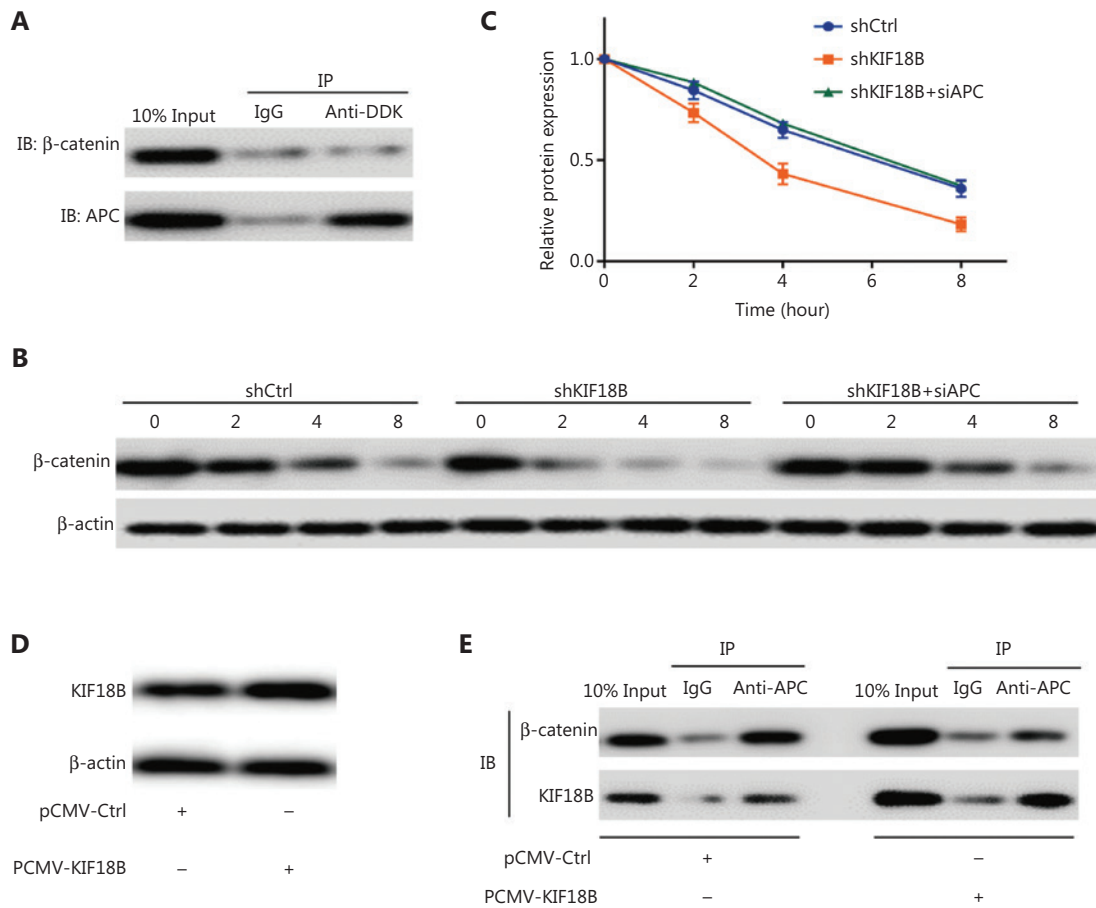 A
IP
10% Input IgG Anti-DDK
IB: β-catenin
IB: APC
C
shCtrl
shKIF18B
shKIF18B+siAPC
Relative protein expression
1.0
0.5
0.0
0 2 4 6 8
Time (hour)
B
shCtrl shKIF18B shKIF18B+siAPC
0 2 4 8 0 2 4 8 0 2 4 8
β-catenin
β-actin
D
KIF18B
β-actin
pCMV-Ctrl + –
PCMV-KIF18B – +
E
IP IP
10% Input IgG Anti-APC 10% Input IgG Anti-APC
IB
β-catenin
KIF18B
pCMV-Ctrl + –
PCMV-KIF18B – +